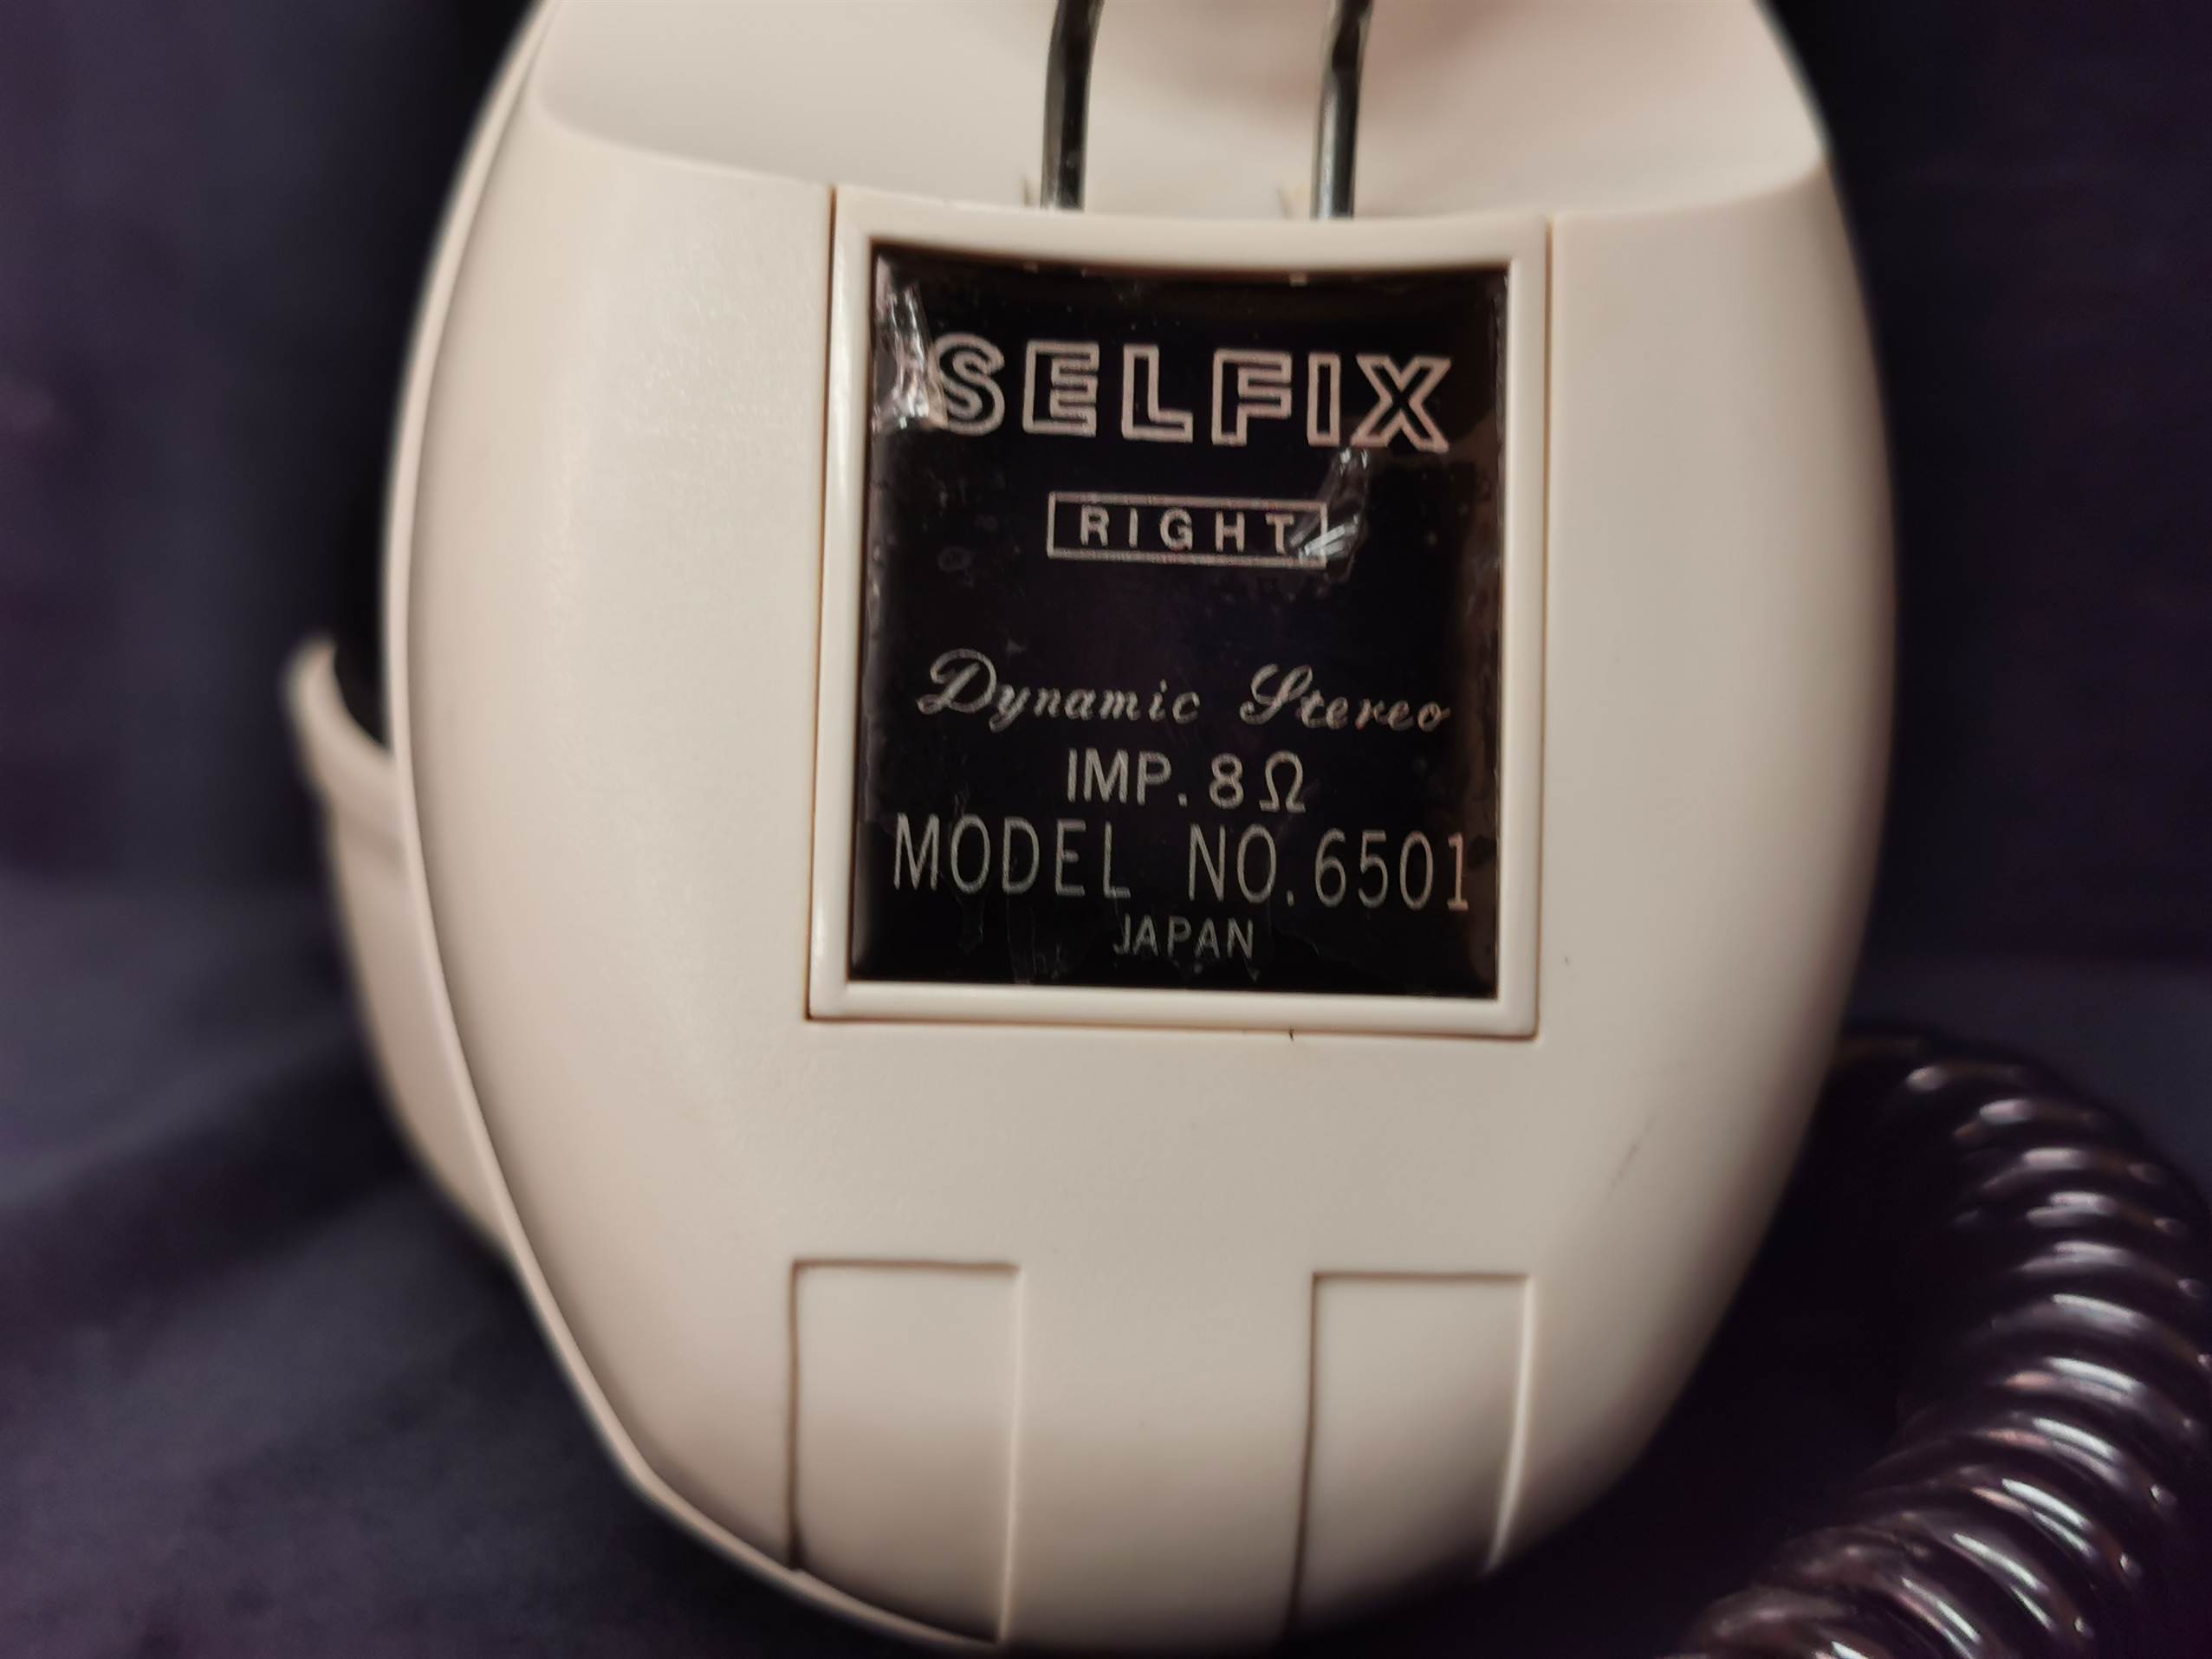 SELFIX
RIGHT
Dynamic Stereo
IMP. 8Ω
MODEL NO. 6501
JAPAN